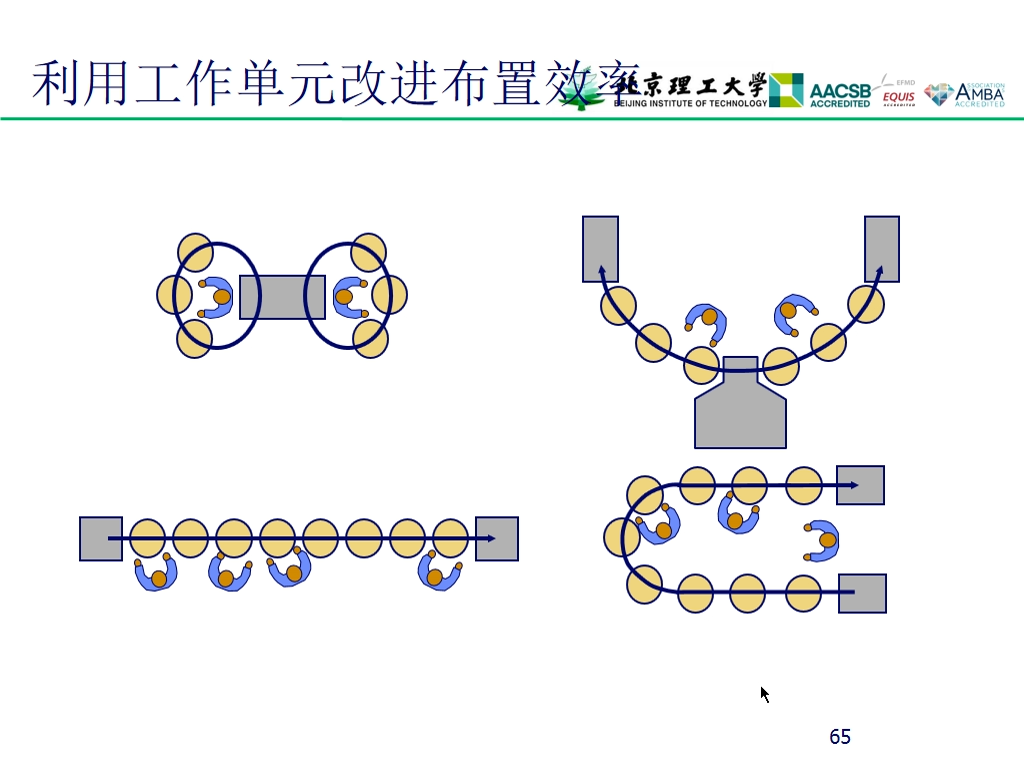 利用工作单元改进布置效率
北京理工大學
BEIJING INSTITUTE OF TECHNOLOGY
AACSB
ACCREDITED
EFMD
EQUIS
ACCREDITED
ASSOCIATION
AMBA
ACCREDITED
65